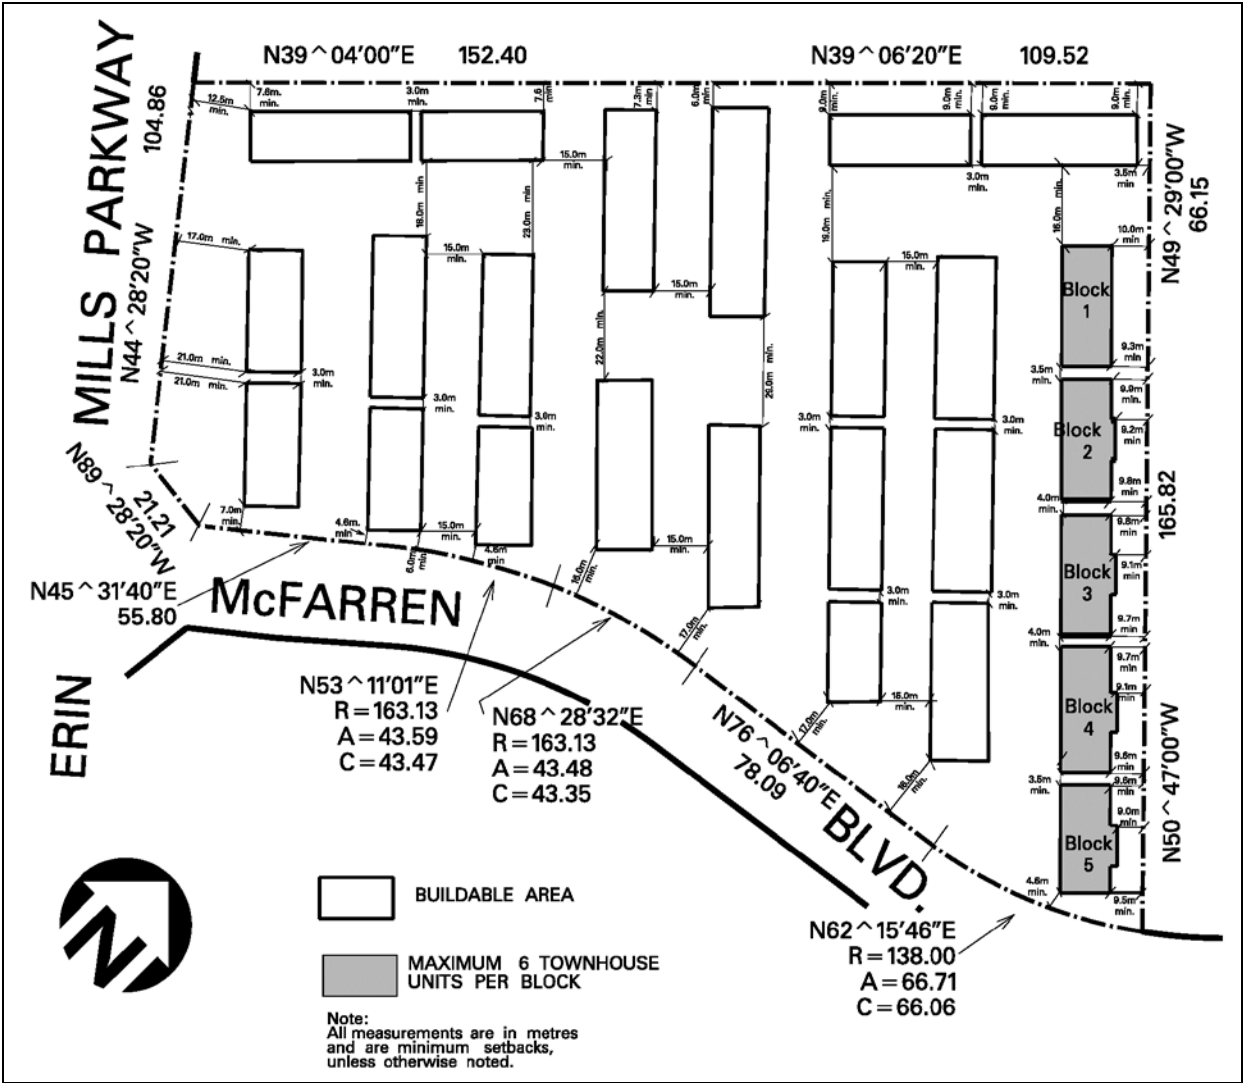 N39^04'00"E 152.40
N39^06'20"E 109.52
MILLS PARKWAY
104.86
N44^28'20"W
12.5m
min.
7.6m.
min.
3.0m
min.
7.6
min.
7.3m
min.
6.0m
min.
9.0m
min.
9.0m
min.
9.0m
min.
9.0m
min.
15.0m
min.
3.0m
min.
3.5m
min
N49^29'00"W
66.15
18.0m min
23.0m min
19.0m min.
16.0m min.
17.0m min.
15.0m
min.
15.0m
min.
15.0m
min.
10.0m
min.
Block
1
22.0m min.
21.0m min.
21.0m min.
3.0m
min.
9.3m
min.
3.5m
min.
3.0m
min.
3.0m
min.
3.0m
min.
3.0m
min.
9.9m
min.
9.2m
min
Block
2
9.8m
min
4.0m
min.
N89^28'20"W
21.21
7.0m
min.
4.6m.
min
15.0m
min.
6.0m
min
4.6m
min
15.0m
min.
16.0m
min.
165.82
9.1m
min.
Block
3
3.0m
min.
3.0m
min.
9.7m
min
4.0m
min.
N45^31'40"E
55.80
McFARREN
17.0m
min.
9.7m
min
9.1m
min
Block
4
15.0m
min.
17.0m
min.
9.6m
min.
3.5m
min.
9.6m
min
ERIN
N53^11'01"E
R=163.13
A=43.59
C=43.47
N68^28'32"E
R=163.13
A=43.48
C=43.35
N76^06'40"E
78.09
N50^47'00"W
9.0m
min
Block
5
4.6m
min
9.5m
min.
BLVD.
N62^15'46"E
R=138.00
A=66.71
C=66.06
N
BUILDABLE AREA
MAXIMUM 6 TOWNHOUSE
UNITS PER BLOCK
Note:
All measurements are in metres
and are minimum setbacks,
unless otherwise noted.